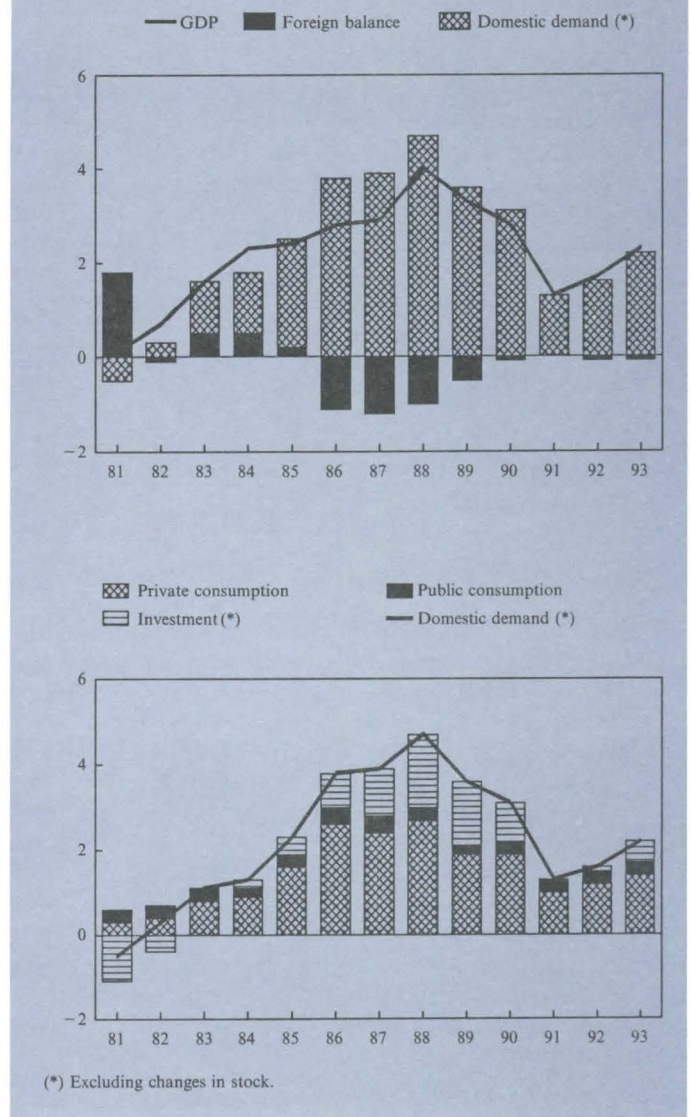 GDP Foreign balance Domestic demand (*)
6
4
2
0
−2
81 82 83 84 85 86 87 88 89 90 91 92 93
Private consumption Public consumption
Investment (*) Domestic demand (*)
6
4
2
0
−2
81 82 83 84 85 86 87 88 89 90 91 92 93
(*) Excluding changes in stock.